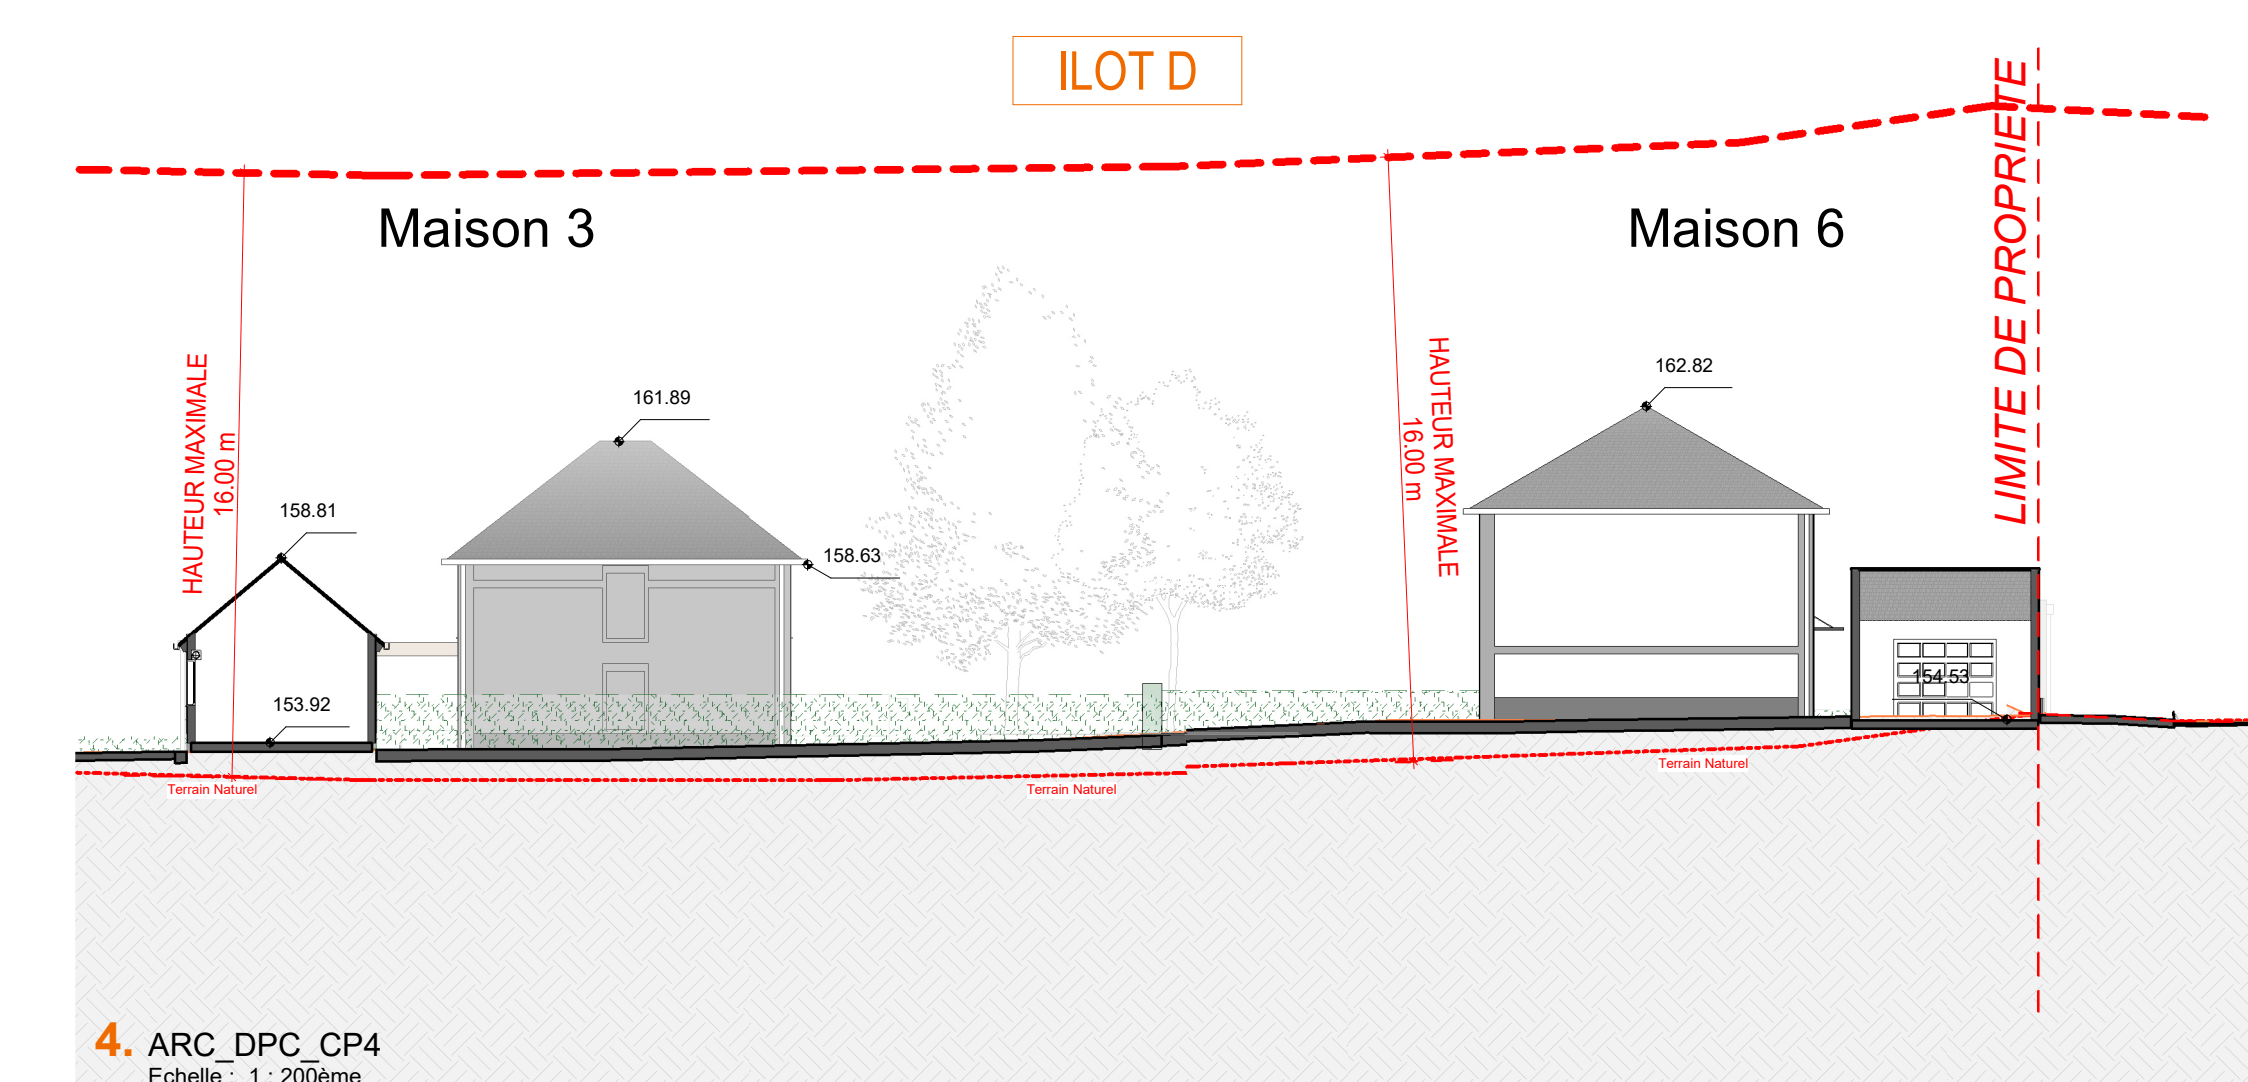 ILOT D
LIMITE DE PROPRIETE
Maison 3
Maison 6
HAUTEUR MAXIMALE
16.00 m
HAUTEUR MAXIMALE
16.00 m
162.82
161.89
158.81
158.63
153.92
154.53
Terrain Naturel
Terrain Naturel
Terrain Naturel
4. ARC_DPC_CP4
Echelle : 1 : 200ème